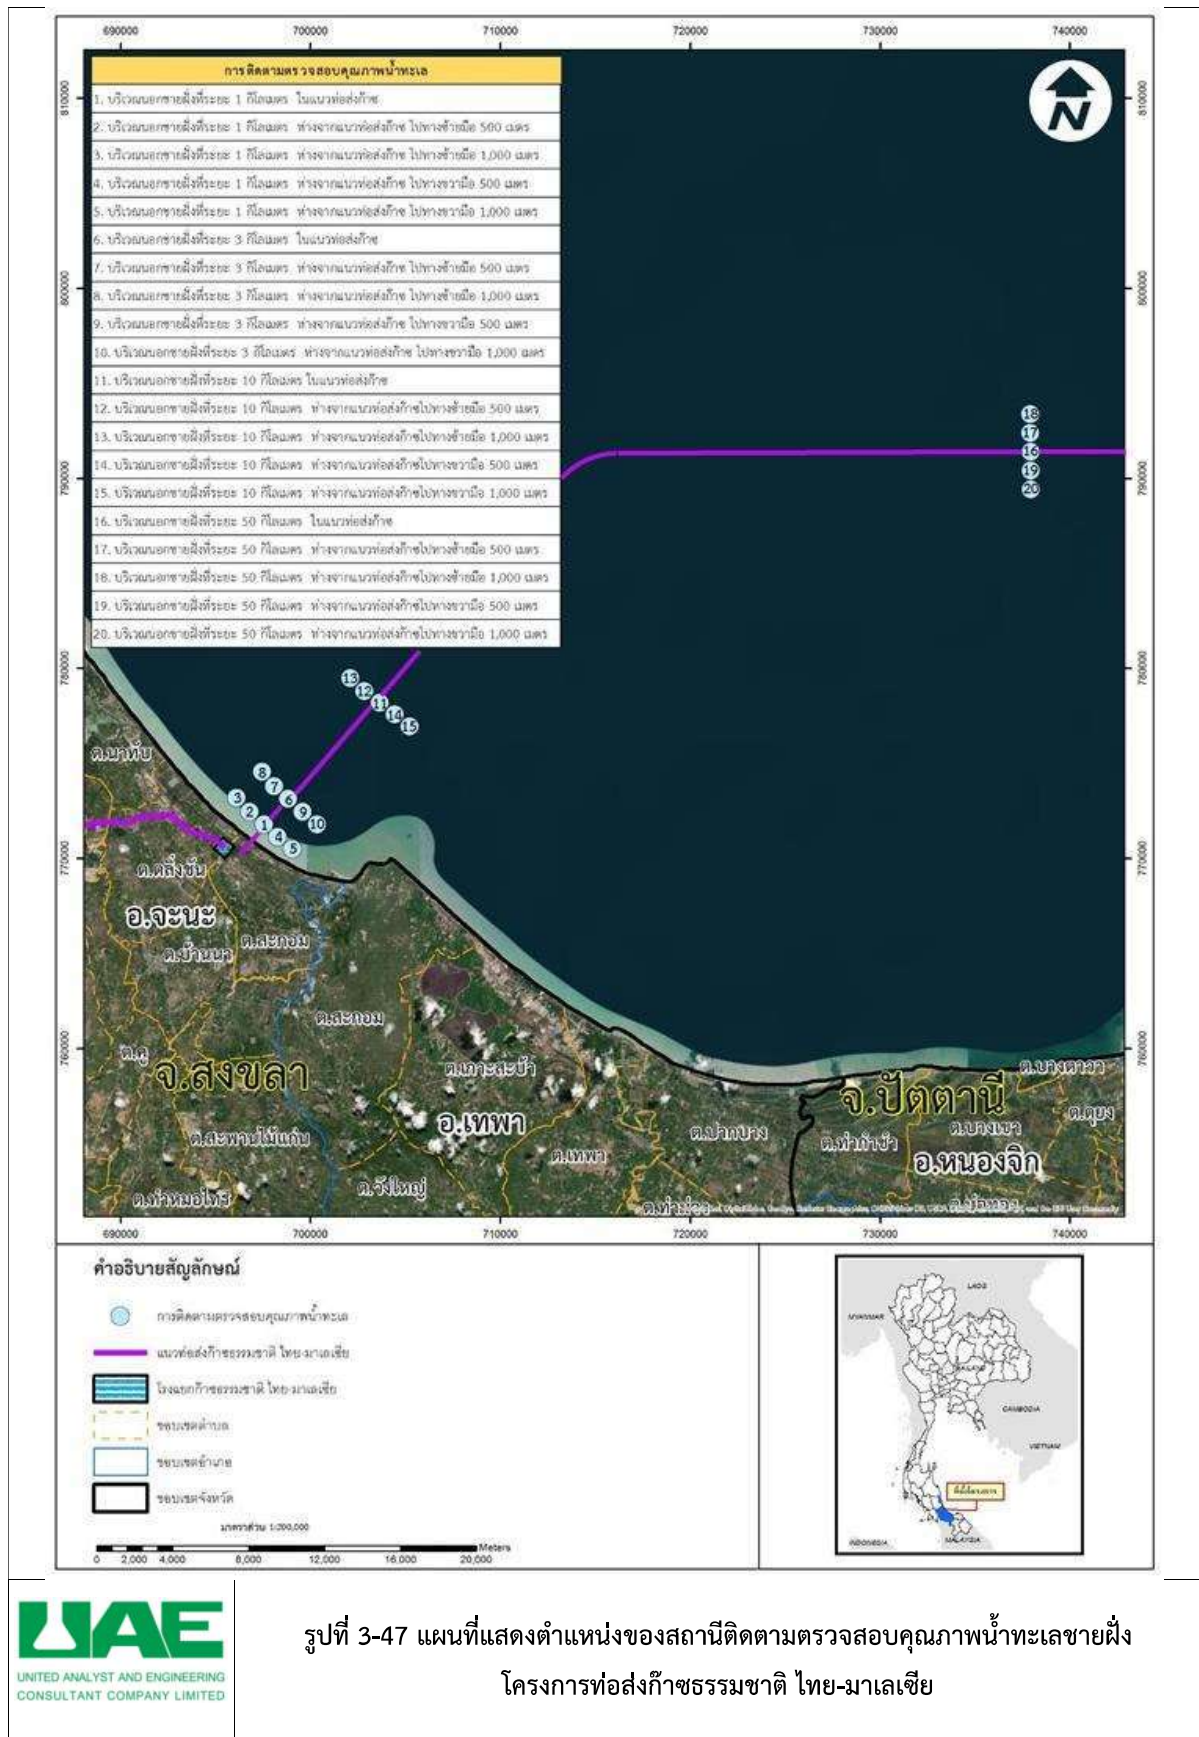 690000 700000 710000 720000 730000 740000
810000 810000
800000 800000
790000 790000
780000 780000
770000 770000
760000 760000
N
การติดตามตรวจสอบคุณภาพน้ำทะเล
1. บริเวณนอกชายฝั่งที่ระยะ 1 กิโลเมตร ในแนวท่อส่งก๊าซ
2. บริเวณนอกชายฝั่งที่ระยะ 1 กิโลเมตร ห่างจากแนวท่อส่งก๊าซ ไปทางซ้ายมือ 500 เมตร
3. บริเวณนอกชายฝั่งที่ระยะ 1 กิโลเมตร ห่างจากแนวท่อส่งก๊าซ ไปทางซ้ายมือ 1,000 เมตร
4. บริเวณนอกชายฝั่งที่ระยะ 1 กิโลเมตร ห่างจากแนวท่อส่งก๊าซ ไปทางขวามือ 500 เมตร
5. บริเวณนอกชายฝั่งที่ระยะ 1 กิโลเมตร ห่างจากแนวท่อส่งก๊าซ ไปทางขวามือ 1,000 เมตร
6. บริเวณนอกชายฝั่งที่ระยะ 3 กิโลเมตร ในแนวท่อส่งก๊าซ
7. บริเวณนอกชายฝั่งที่ระยะ 3 กิโลเมตร ห่างจากแนวท่อส่งก๊าซ ไปทางซ้ายมือ 500 เมตร
8. บริเวณนอกชายฝั่งที่ระยะ 3 กิโลเมตร ห่างจากแนวท่อส่งก๊าซ ไปทางซ้ายมือ 1,000 เมตร
9. บริเวณนอกชายฝั่งที่ระยะ 3 กิโลเมตร ห่างจากแนวท่อส่งก๊าซ ไปทางขวามือ 500 เมตร
10. บริเวณนอกชายฝั่งที่ระยะ 3 กิโลเมตร ห่างจากแนวท่อส่งก๊าซ ไปทางขวามือ 1,000 เมตร
11. บริเวณนอกชายฝั่งที่ระยะ 10 กิโลเมตร ในแนวท่อส่งก๊าซ
12. บริเวณนอกชายฝั่งที่ระยะ 10 กิโลเมตร ห่างจากแนวท่อส่งก๊าซไปทางซ้ายมือ 500 เมตร
13. บริเวณนอกชายฝั่งที่ระยะ 10 กิโลเมตร ห่างจากแนวท่อส่งก๊าซไปทางซ้ายมือ 1,000 เมตร
14. บริเวณนอกชายฝั่งที่ระยะ 10 กิโลเมตร ห่างจากแนวท่อส่งก๊าซไปทางขวามือ 500 เมตร
15. บริเวณนอกชายฝั่งที่ระยะ 10 กิโลเมตร ห่างจากแนวท่อส่งก๊าซไปทางขวามือ 1,000 เมตร
16. บริเวณนอกชายฝั่งที่ระยะ 50 กิโลเมตร ในแนวท่อส่งก๊าซ
17. บริเวณนอกชายฝั่งที่ระยะ 50 กิโลเมตร ห่างจากแนวท่อส่งก๊าซไปทางซ้ายมือ 500 เมตร
18. บริเวณนอกชายฝั่งที่ระยะ 50 กิโลเมตร ห่างจากแนวท่อส่งก๊าซไปทางซ้ายมือ 1,000 เมตร
19. บริเวณนอกชายฝั่งที่ระยะ 50 กิโลเมตร ห่างจากแนวท่อส่งก๊าซไปทางขวามือ 500 เมตร
20. บริเวณนอกชายฝั่งที่ระยะ 50 กิโลเมตร ห่างจากแนวท่อส่งก๊าซไปทางขวามือ 1,000 เมตร
18
17
16
19
20
13
12
11
14
15
8
7
6
9
10
3
2
1
4
5
ต.นาทับ
ต.ตลิ่งชัน
อ.จะนะ
ต.สะกอม
ต.บ้านนา
ต.สะกอม
ต.คู
จ.สงขลา
ต.เกาะสะบ้า
ต.บางตาวา
จ.ปัตตานี
อ.เทพา
ต.ตุยง
ต.สะพานไม้แก่น
ต.ปากบาง
ต.บางเขา
ต.ท่ากำชำ
ต.เทพา
อ.หนองจิก
ต.วังใหญ่
ต.ท่าหมอไทร
690000 700000 710000 720000 730000 740000
คำอธิบายสัญลักษณ์
การติดตามตรวจสอบคุณภาพน้ำทะเล
แนวท่อส่งก๊าซธรรมชาติ ไทย-มาเลเซีย
โรงแยกก๊าซธรรมชาติ ไทย-มาเลเซีย
ขอบเขตตำบล
ขอบเขตอำเภอ
ขอบเขตจังหวัด
มาตราส่วน 1:200,000
Meters
0 2,000 4,000 8,000 12,000 16,000 20,000
LAOS
MYANMAR
THAILAND
CAMBODIA
VIETNAM
ที่ตั้งโครงการ
INDONESIA
MALAYSIA
UAE
UNITED ANALYST AND ENGINEERING
CONSULTANT COMPANY LIMITED
รูปที่ 3-47 แผนที่แสดงตำแหน่งของสถานีติดตามตรวจสอบคุณภาพน้ำทะเลชายฝั่ง
โครงการท่อส่งก๊าซธรรมชาติ ไทย-มาเลเซีย